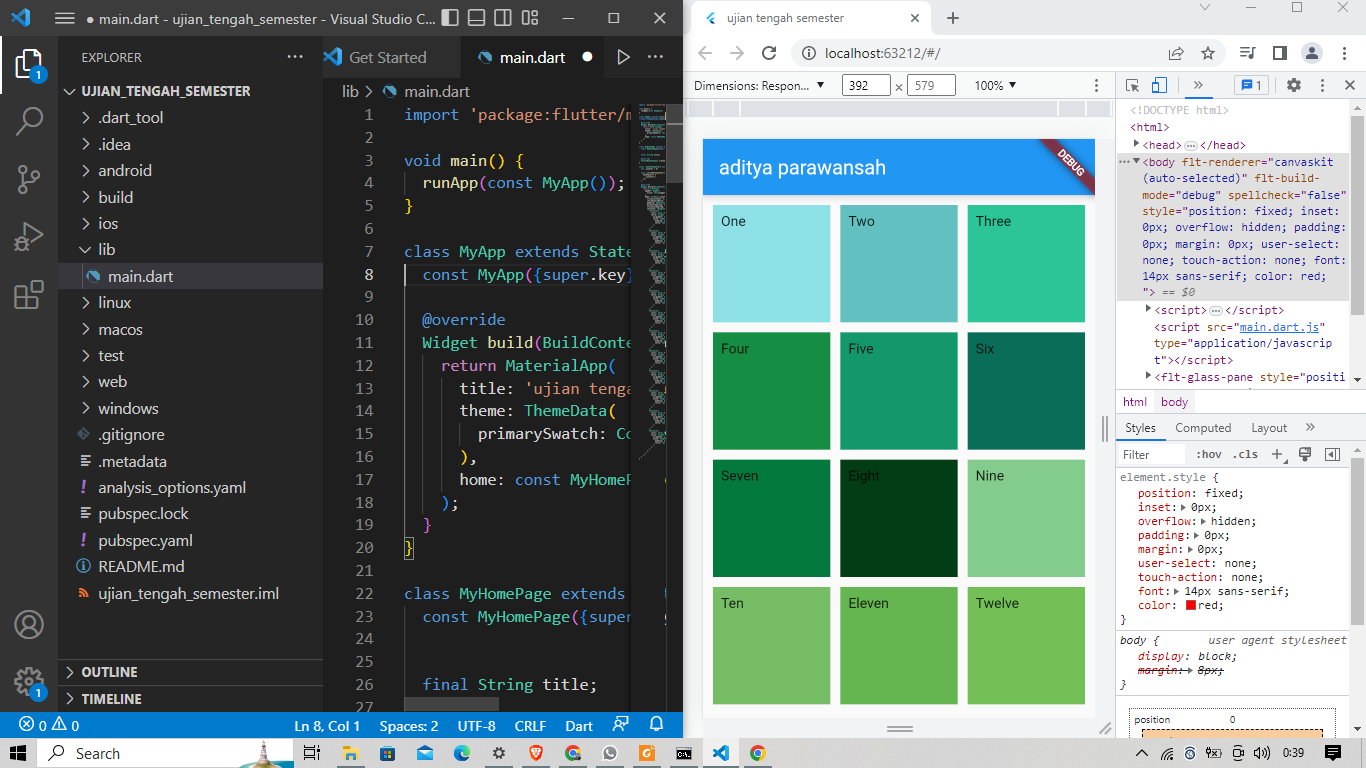 main.dart - ujian_tengah_semester - Visual Studio C...
EXPLORER
UJIAN_TENGAH_SEMESTER
.dart_tool
.idea
android
build
ios
lib
main.dart
linux
macos
test
web
windows
.gitignore
.metadata
analysis_options.yaml
pubspec.lock
pubspec.yaml
README.md
ujian_tengah_semester.iml
OUTLINE
TIMELINE
1
1
Get Started
main.dart
lib > main.dart
1 import 'package:flutter/m
2
3 void main() {
4 runApp(const MyApp());
5 }
6
7 class MyApp extends State
8 const MyApp({super.key}
9
10 @override
11 Widget build(BuildConte
12 return MaterialApp(
13 title: 'ujian tenga
14 theme: ThemeData(
15 primarySwatch: Co
16 ),
17 home: const MyHomeP
18 );
19 }
20 }
21
22 class MyHomePage extends
23 const MyHomePage({super
24
25
26 final String title;
27
0 0
Ln 8, Col 1 Spaces: 2 UTF-8 CRLF Dart
ujian tengah semester
localhost:63212/#/
Dimensions: Respon... 392 × 579 100%
aditya parawansah
DEBUG
One Two Three
Four Five Six
Seven Eight Nine
Ten Eleven Twelve
1
<!DOCTYPE html>
<html>
<head>…</head>
<body flt-renderer="canvaskit
(auto-selected)" flt-build-
mode="debug" spellcheck="false"
style="position: fixed; inset:
0px; overflow: hidden; padding:
0px; margin: 0px; user-select:
none; touch-action: none; font:
14px sans-serif; color: red;
"> == $0
<script>…</script>
<script src="main.dart.js"
type="application/javascrip
t"></script>
<flt-glass-pane style="positi
html body
Styles Computed Layout
Filter :hov .cls
element.style {
position: fixed;
inset: 0px;
overflow: hidden;
padding: 0px;
margin: 0px;
user-select: none;
touch-action: none;
font: 14px sans-serif;
color: red;
}
body { user agent stylesheet
display: block;
margin: 8px;
}
position 0
Search
0:39